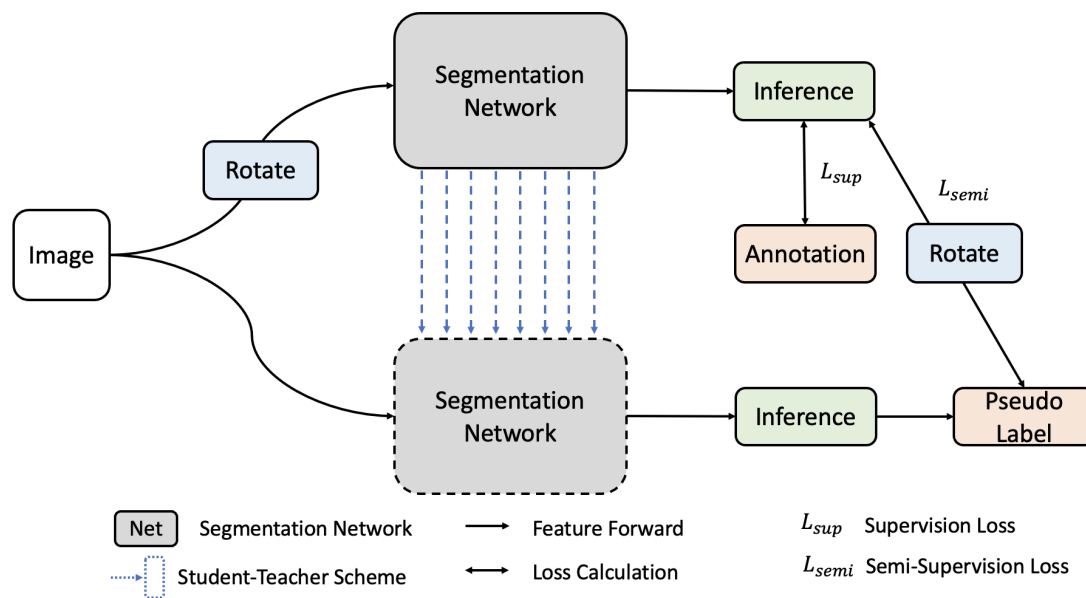 Segmentation
Network
Inference
Rotate
L_sup
L_semi
Image
Annotation
Rotate
Segmentation
Network
Inference
Pseudo
Label
Net
Segmentation Network
Feature Forward
L_sup
Supervision Loss
Student-Teacher Scheme
Loss Calculation
L_semi
Semi-Supervision Loss